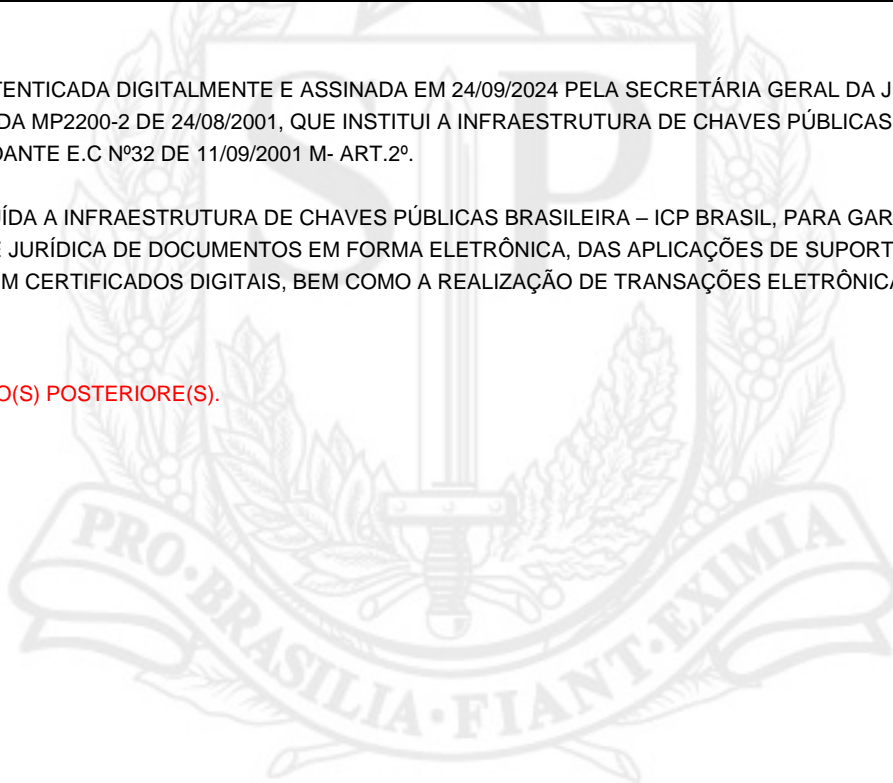 TENTICADA DIGITALMENTE E ASSINADA EM 24/09/2024 PELA SECRETÁRIA GERAL DA J
DA MP2200-2 DE 24/08/2001, QUE INSTITUI A INFRAESTRUTURA DE CHAVES PÚBLICAS
DANTE E.C Nº32 DE 11/09/2001 M- ART.2º.
ÍDA A INFRAESTRUTURA DE CHAVES PÚBLICAS BRASILEIRA – ICP BRASIL, PARA GAR
E JURÍDICA DE DOCUMENTOS EM FORMA ELETRÔNICA, DAS APLICAÇÕES DE SUPORT
M CERTIFICADOS DIGITAIS, BEM COMO A REALIZAÇÃO DE TRANSAÇÕES ELETRÔNICA
O(S) POSTERIORE(S).
SP
PRO·BRASILIA·FIANT·EXIMIA